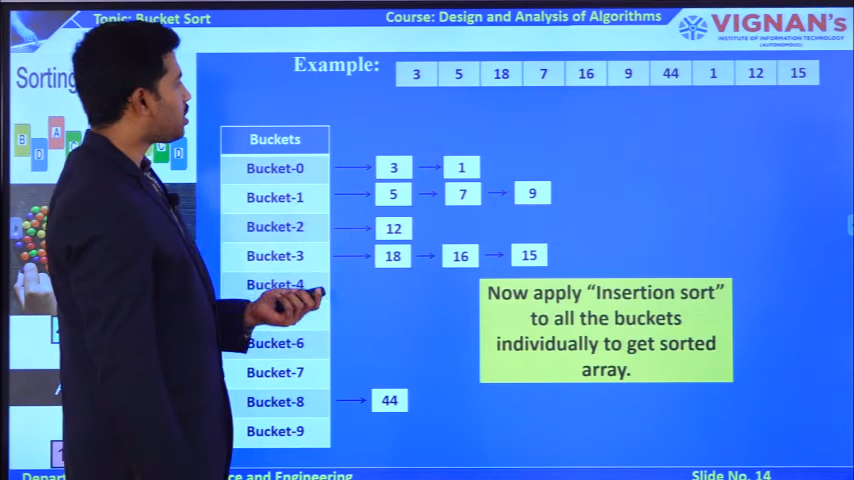 Topic: Bucket Sort
Course: Design and Analysis of Algorithms
VIGNAN's
INSTITUTE OF INFORMATION TECHNOLOGY
(AUTONOMOUS)
Sorting
Example:
3 5 18 7 16 9 44 1 12 15
B D A C D
Buckets
Bucket-0 3 1
Bucket-1 5 7 9
Bucket-2 12
Bucket-3 18 16 15
Bucket-4
Bucket-6
Bucket-7
Bucket-8 44
Bucket-9
Now apply “Insertion sort”
to all the buckets
individually to get sorted
array.
and Engineering
Slide No. 14